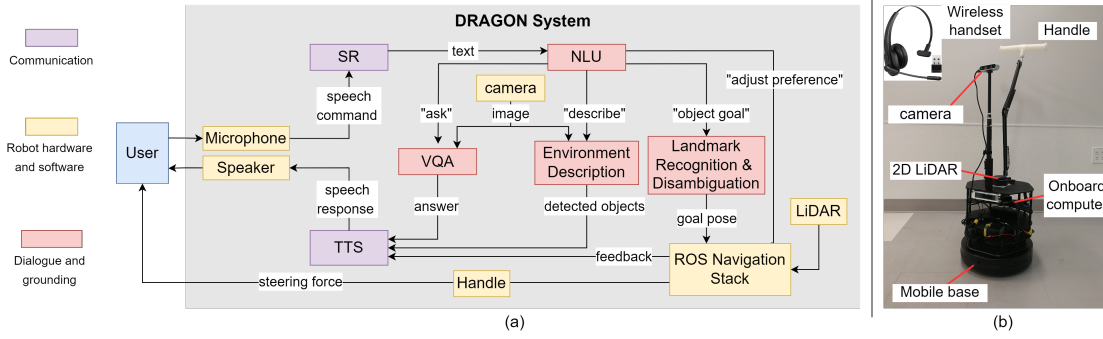 DRAGON System
Communication
Robot hardware
and software
Dialogue and
grounding
User
Microphone
Speaker
SR
text
NLU
speech
command
camera
image
"ask"
"describe"
"object goal"
"adjust preference"
VQA
Environment
Description
Landmark
Recognition &
Disambiguation
speech
response
answer
detected objects
goal pose
LiDAR
TTS
feedback
ROS Navigation
Stack
steering force
Handle
(a)
Wireless
handset
Handle
camera
2D LiDAR
Onboard
compute
Mobile base
(b)